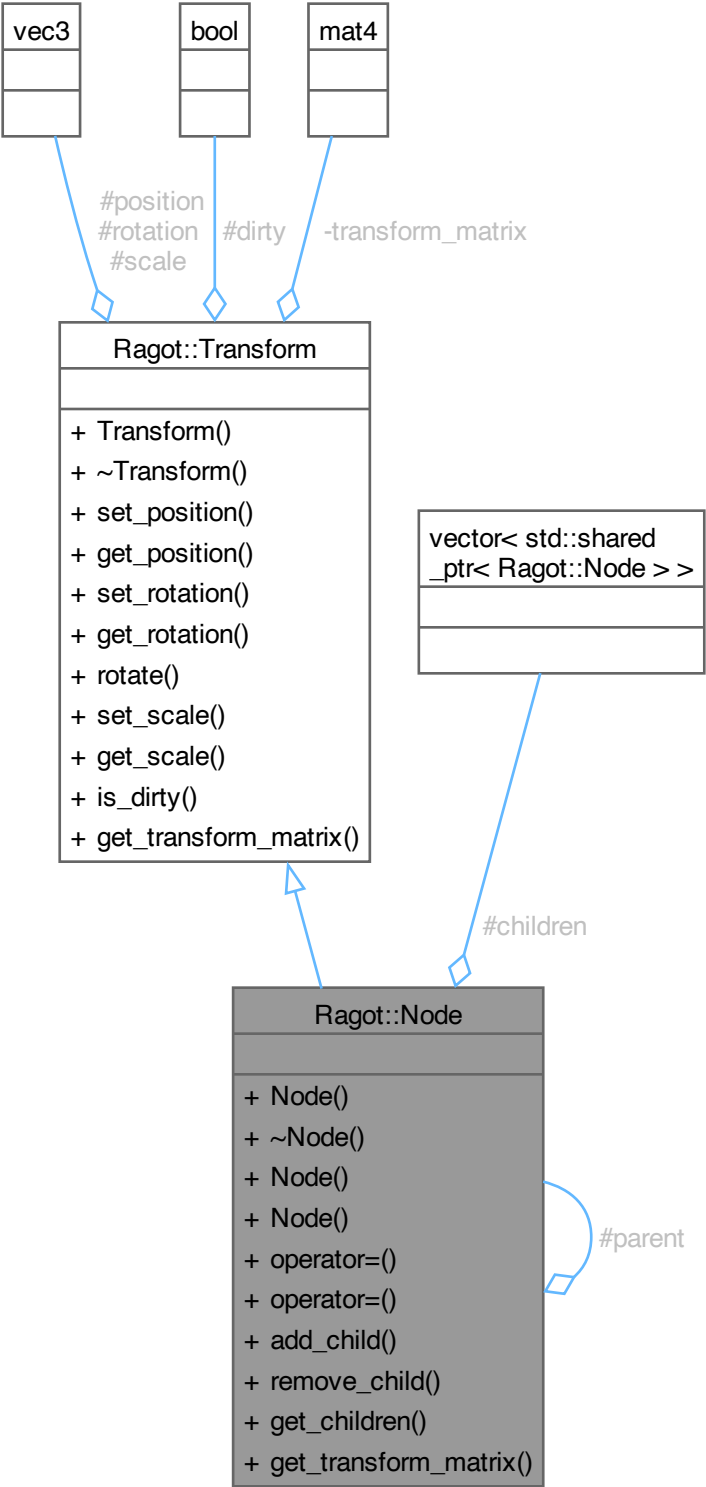 vec3
bool
mat4
#position
#rotation
#scale
#dirty
-transform_matrix
Ragot::Transform
+ Transform()
+ ~Transform()
+ set_position()
+ get_position()
+ set_rotation()
+ get_rotation()
+ rotate()
+ set_scale()
+ get_scale()
+ is_dirty()
+ get_transform_matrix()
vector< std::shared
_ptr< Ragot::Node > >
#children
Ragot::Node
+ Node()
+ ~Node()
+ Node()
+ Node()
+ operator=()
+ operator=()
+ add_child()
+ remove_child()
+ get_children()
+ get_transform_matrix()
#parent